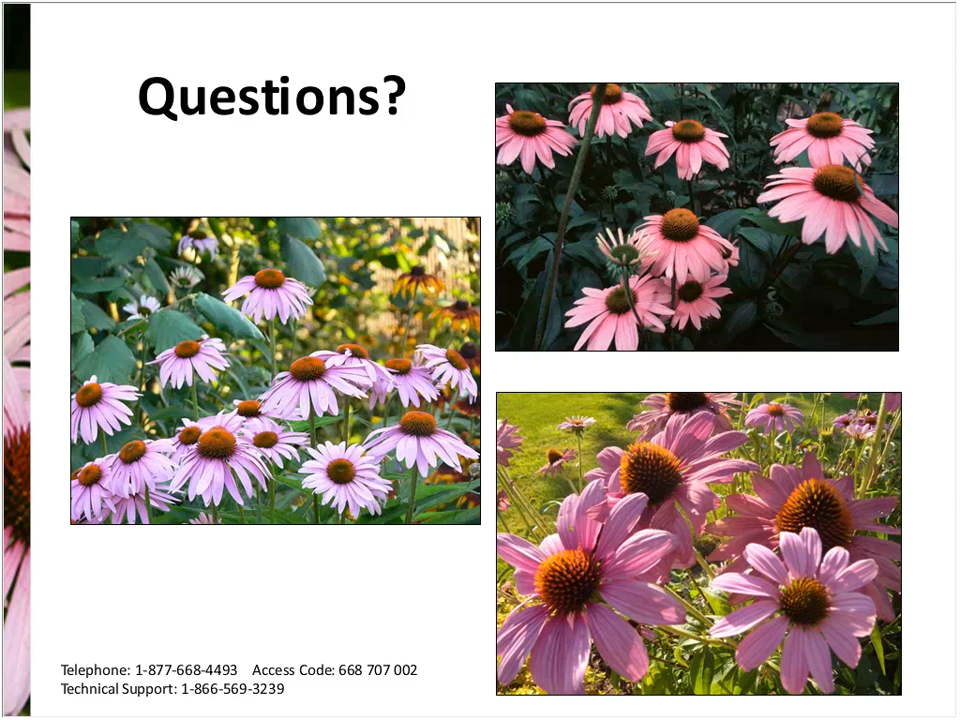 Questions?
Telephone: 1-877-668-4493 Access Code: 668 707 002
Technical Support: 1-866-569-3239